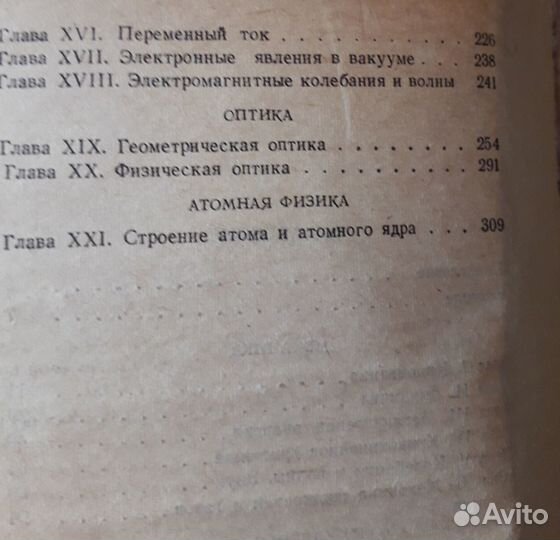 Глава XVI. Переменный ток . . . . . . . . . . . 226
Глава XVII. Электронные явления в вакууме . . . 238
Глава XVIII. Электромагнитные колебания и волны 241
ОПТИКА
Глава XIX. Геометрическая оптика . . . . . . . . 254
Глава XX. Физическая оптика . . . . . . . . . . 291
АТОМНАЯ ФИЗИКА
Глава XXI. Строение атома и атомного ядра . . . 309
Avito